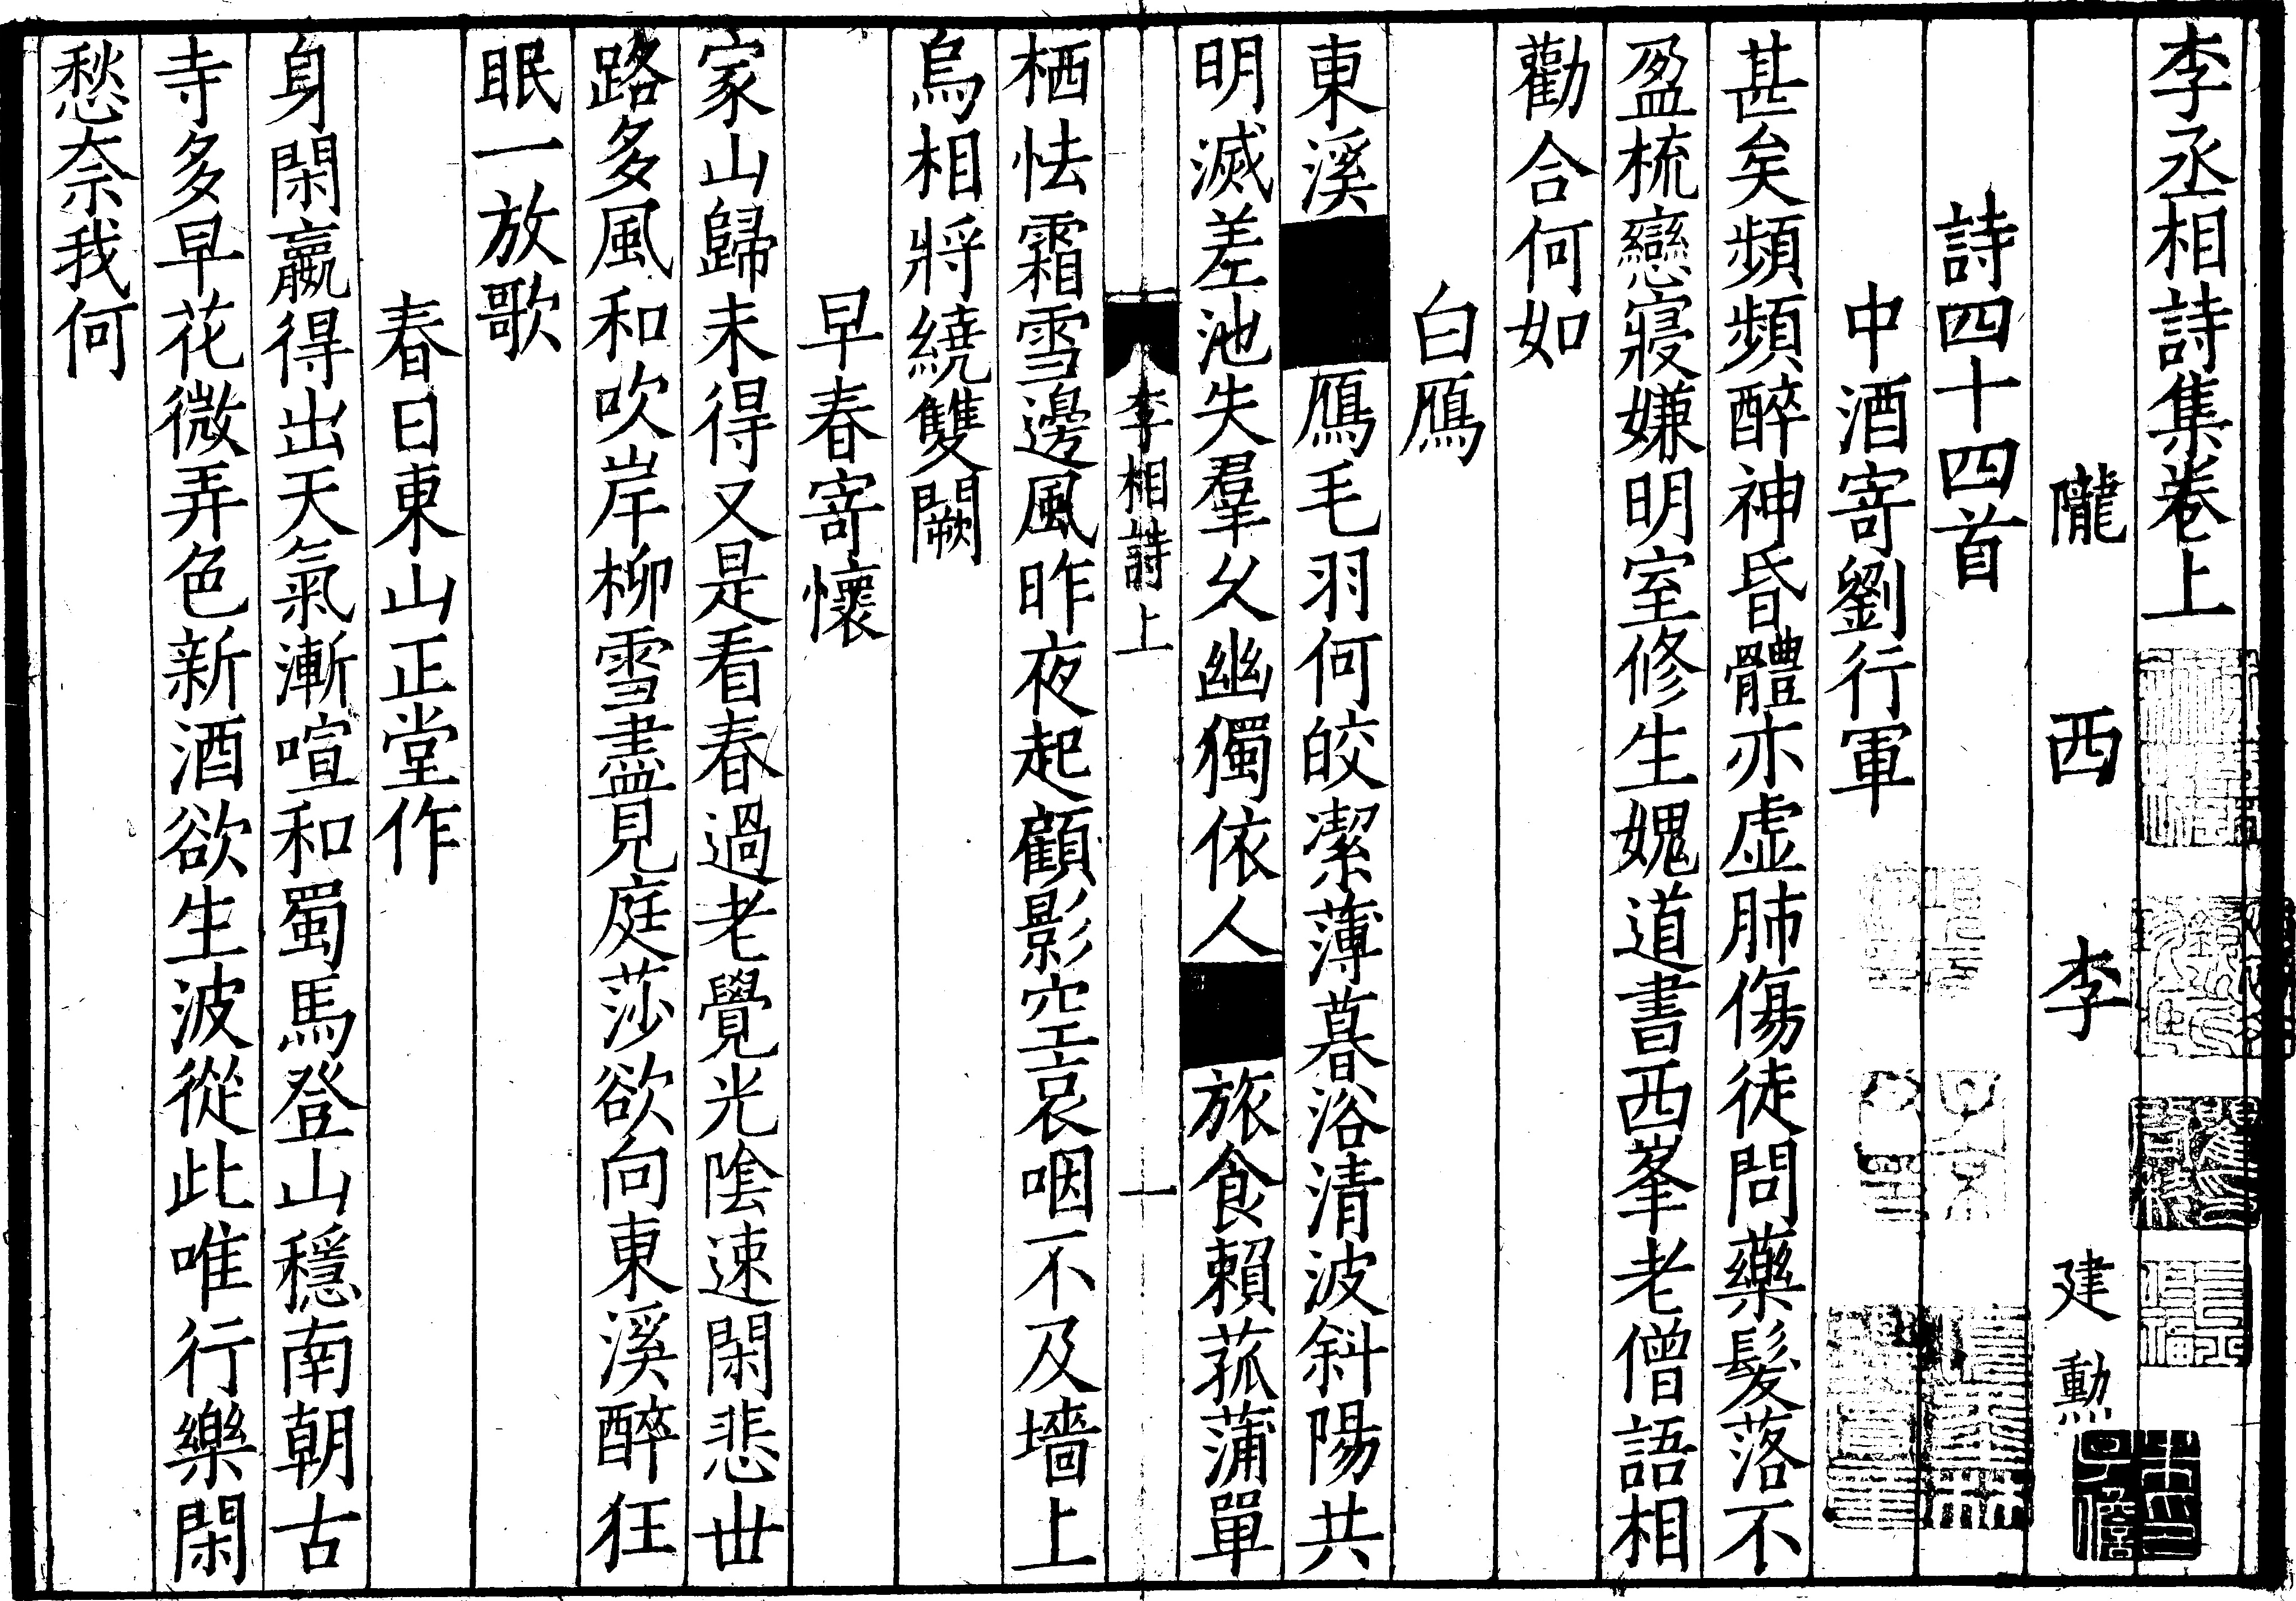 李丞相詩集卷上
隴西李建勳
詩四十四首
中酒寄劉行軍
甚矣頻頻醉神昏體亦虛肺傷徒問藥髮落不
盈梳戀寢嫌明室修生媿道書西峯老僧語相
勸合何如
白鴈
東溪鴈毛羽何皎潔薄暮浴清波斜陽共
明滅差池失羣久幽獨依人旅食賴菰蒲單
李相詩上
一
栖怯霜雪邊風昨夜起顧影空哀咽不及墻上
烏相將繞雙闕
早春寄懷
家山歸未得又是看春過老覺光陰速閑悲世
路多風和吹岸柳雪盡見庭莎欲向東溪醉狂
眠一放歌
春日東山正堂作
身閑贏得出天氣漸喧和蜀馬登山穩南朝古
寺多早花微弄色新酒欲生波從此唯行樂閑
愁奈我何